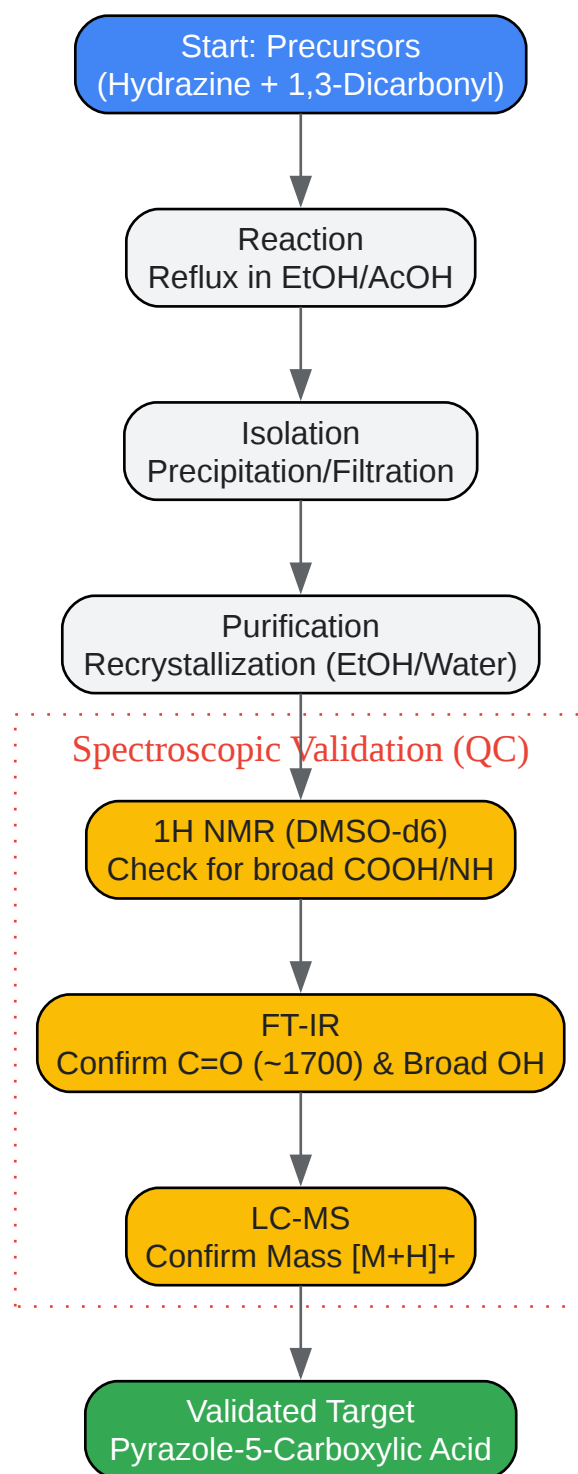 Start: Precursors
(Hydrazine + 1,3-Dicarbonyl)
Reaction
Reflux in EtOH/AcOH
Isolation
Precipitation/Filtration
Purification
Recrystallization (EtOH/Water)
Spectroscopic Validation (QC)
1H NMR (DMSO-d6)
Check for broad COOH/NH
FT-IR
Confirm C=O (~1700) & Broad OH
LC-MS
Confirm Mass [M+H]+
Validated Target
Pyrazole-5-Carboxylic Acid